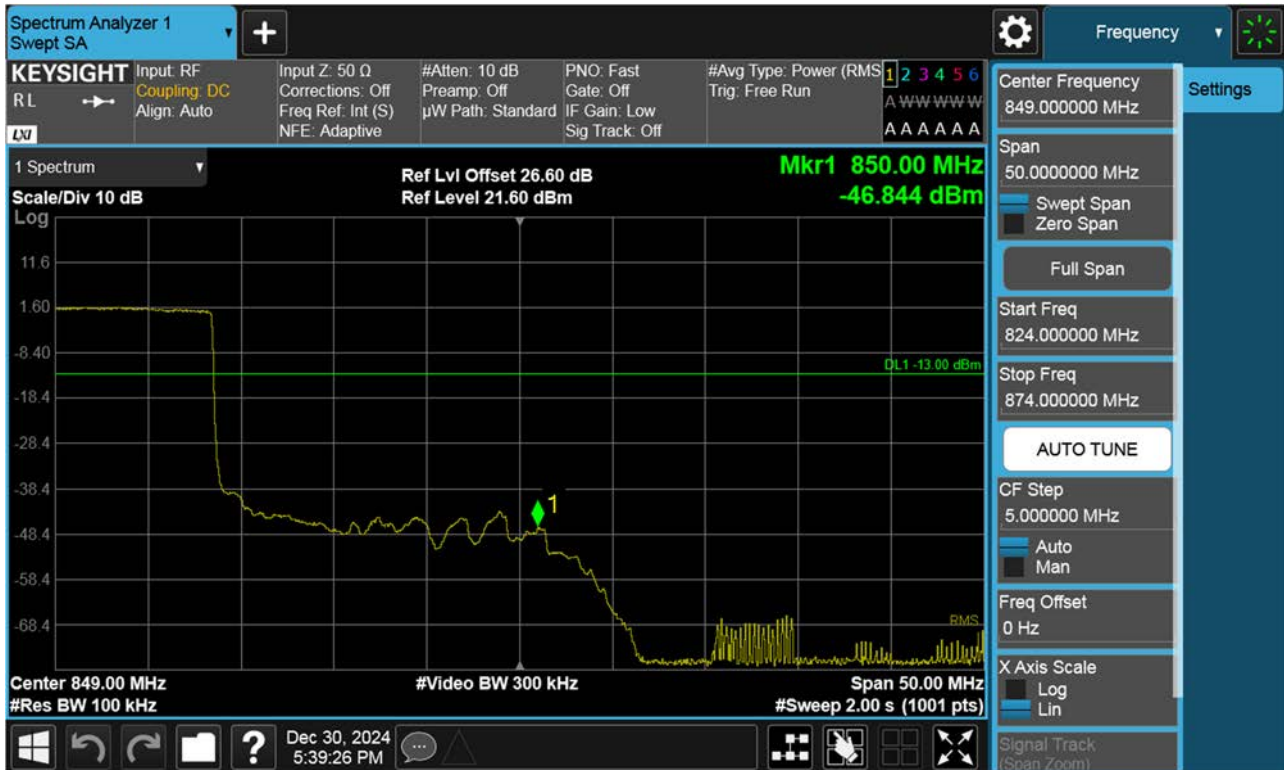 Spectrum Analyzer 1
Swept SA
Frequency
KEYSIGHT
RL
LXI
Input: RF
Coupling: DC
Align: Auto
Input Z: 50 Ω
Corrections: Off
Freq Ref: Int (S)
NFE: Adaptive
#Atten: 10 dB
Preamp: Off
µW Path: Standard
PNO: Fast
Gate: Off
IF Gain: Low
Sig Track: Off
#Avg Type: Power (RMS
Trig: Free Run
1 2 3 4 5 6
A W W W W W
A A A A A A
1 Spectrum
Scale/Div 10 dB
Ref Lvl Offset 26.60 dB
Ref Level 21.60 dBm
Mkr1 850.00 MHz
-46.844 dBm
Log
11.6
1.60
-8.40
-18.4
-28.4
-38.4
-48.4
-58.4
-68.4
DL1 -13.00 dBm
1
RMS
Center 849.00 MHz
#Res BW 100 kHz
#Video BW 300 kHz
Span 50.00 MHz
#Sweep 2.00 s (1001 pts)
Dec 30, 2024
5:39:26 PM
Center Frequency
849.000000 MHz
Settings
Span
50.0000000 MHz
Swept Span
Zero Span
Full Span
Start Freq
824.000000 MHz
Stop Freq
874.000000 MHz
AUTO TUNE
CF Step
5.000000 MHz
Auto
Man
Freq Offset
0 Hz
X Axis Scale
Log
Lin
Signal Track
(Span Zoom)